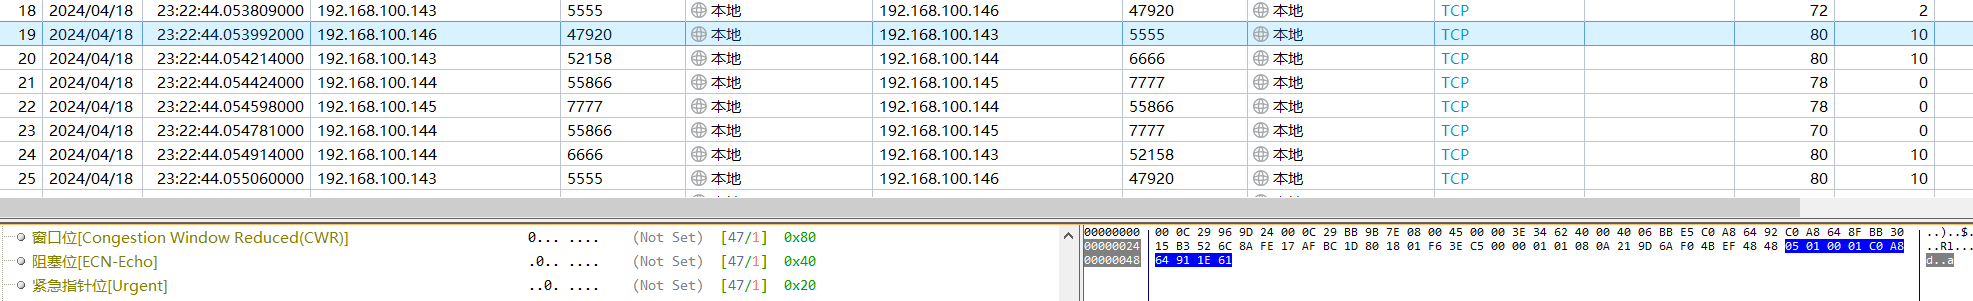 18 2024/04/18 23:22:44.053809000 192.168.100.143 5555 本地 192.168.100.146 47920 本地 TCP 72 2
19 2024/04/18 23:22:44.053992000 192.168.100.146 47920 本地 192.168.100.143 5555 本地 TCP 80 10
20 2024/04/18 23:22:44.054214000 192.168.100.143 52158 本地 192.168.100.144 6666 本地 TCP 80 10
21 2024/04/18 23:22:44.054424000 192.168.100.144 55866 本地 192.168.100.145 7777 本地 TCP 78 0
22 2024/04/18 23:22:44.054598000 192.168.100.145 7777 本地 192.168.100.144 55866 本地 TCP 78 0
23 2024/04/18 23:22:44.054781000 192.168.100.144 55866 本地 192.168.100.145 7777 本地 TCP 70 0
24 2024/04/18 23:22:44.054914000 192.168.100.144 6666 本地 192.168.100.143 52158 本地 TCP 80 10
25 2024/04/18 23:22:44.055060000 192.168.100.143 5555 本地 192.168.100.146 47920 本地 TCP 80 10
窗口位[Congestion Window Reduced(CWR)] 0... .... (Not Set) [47/1] 0x80
阻塞位[ECN-Echo] .0.. .... (Not Set) [47/1] 0x40
紧急指针位[Urgent] ..0. .... (Not Set) [47/1] 0x20
00000000 00 0C 29 96 9D 24 00 0C 29 BB 9B 7E 08 00 45 00 00 3E 34 62 40 00 40 06 BB E5 C0 A8 64 92 C0 A8 64 8F BB 30 ..)..$.
00000024 15 B3 52 6C 8A FE 17 AF BC 1D 80 18 01 F6 3E C5 00 00 01 01 08 0A 21 9D 6A F0 4B EF 48 48 05 01 00 01 C0 A8 ..Rl...
00000048 64 91 1E 61 d..a